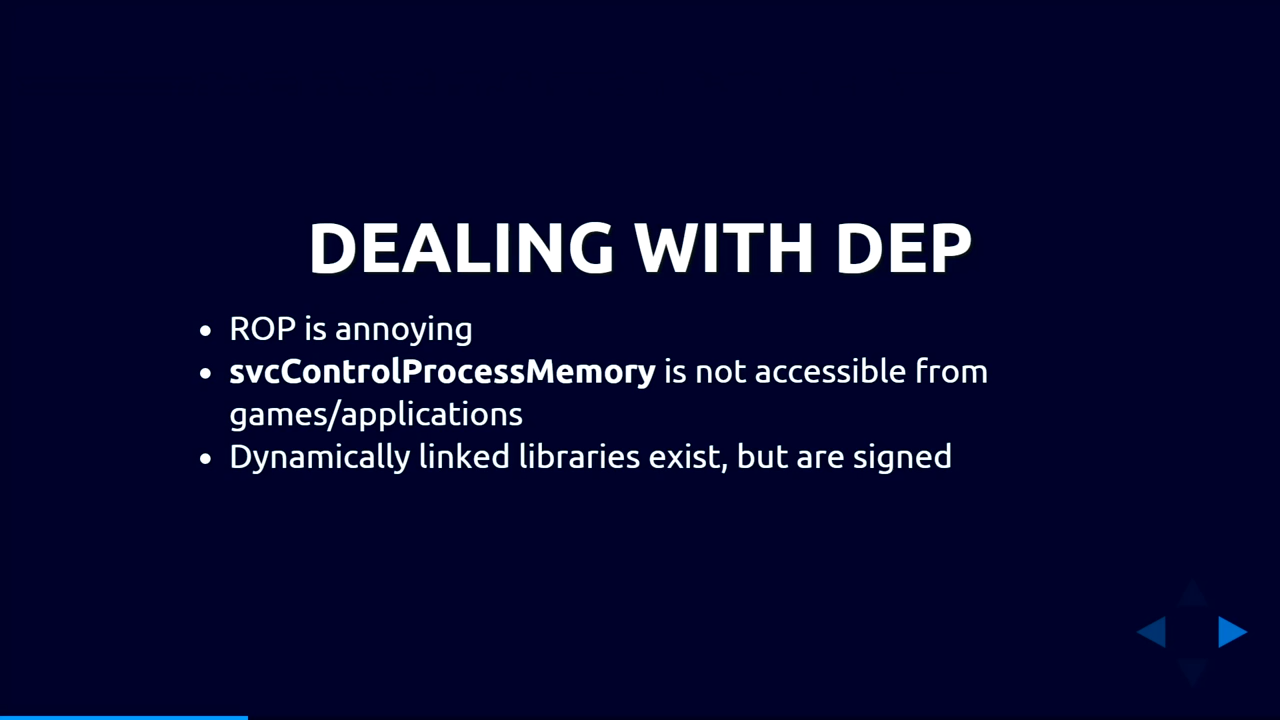 DEALING WITH DEP
• ROP is annoying
• svcControlProcessMemory is not accessible from
games/applications
• Dynamically linked libraries exist, but are signed